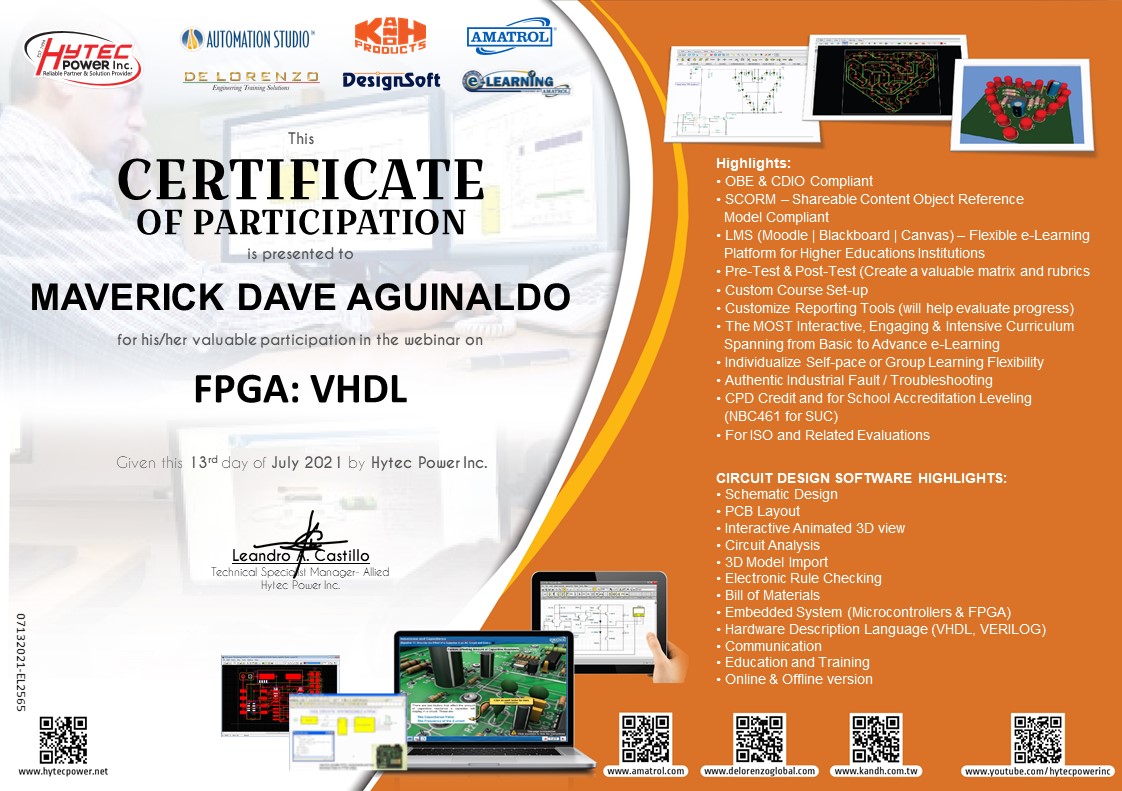 HYTEC
POWER Inc.
Reliable Partner & Solution Provider
AUTOMATION STUDIO™
KANDH
PRODUCTS
AMATROL®
DE LORENZO
Engineering Training Solutions
DesignSoft
e-LEARNING
AMATROL
This
CERTIFICATE
OF PARTICIPATION
is presented to
MAVERICK DAVE AGUINALDO
for his/her valuable participation in the webinar on
FPGA: VHDL
Given this 13rd day of July 2021 by Hytec Power Inc.
Leandro A. Castillo
Technical Specialist Manager- Allied
Hytec Power Inc.
07132021-EL2565
www.hytecpower.net
Highlights:
• OBE & CDIO Compliant
• SCORM – Shareable Content Object Reference
Model Compliant
• LMS (Moodle | Blackboard | Canvas) – Flexible e-Learning
Platform for Higher Educations Institutions
• Pre-Test & Post-Test (Create a valuable matrix and rubrics
• Custom Course Set-up
• Customize Reporting Tools (will help evaluate progress)
• The MOST Interactive, Engaging & Intensive Curriculum
Spanning from Basic to Advance e-Learning
• Individualize Self-pace or Group Learning Flexibility
• Authentic Industrial Fault / Troubleshooting
• CPD Credit and for School Accreditation Leveling
(NBC461 for SUC)
• For ISO and Related Evaluations
CIRCUIT DESIGN SOFTWARE HIGHLIGHTS:
• Schematic Design
• PCB Layout
• Interactive Animated 3D view
• Circuit Analysis
• 3D Model Import
• Electronic Rule Checking
• Bill of Materials
• Embedded System (Microcontrollers & FPGA)
• Hardware Description Language (VHDL, VERILOG)
• Communication
• Education and Training
• Online & Offline version
www.amatrol.com
www.delorenzoglobal.com
www.kandh.com.tw
www.youtube.com/hytecpowerinc